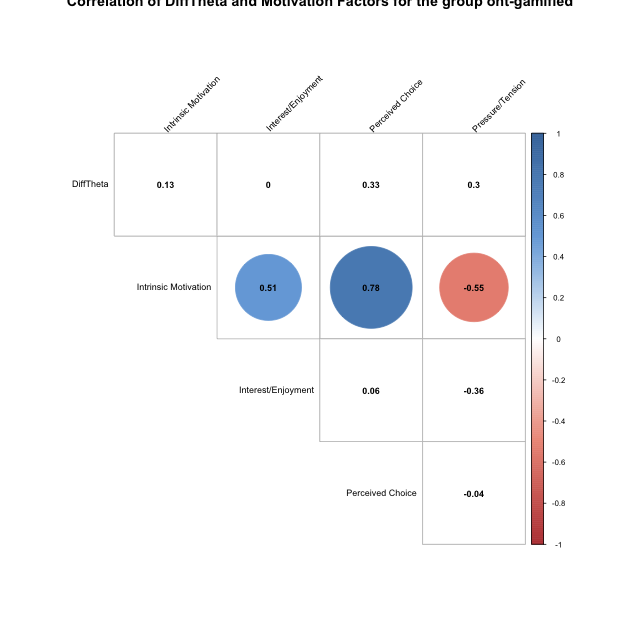 Correlation of DiffTheta and Motivation Factors for the group ont-gamified
Intrinsic Motivation
Interest/Enjoyment
Perceived Choice
Pressure/Tension
DiffTheta 0.13 0 0.33 0.3
Intrinsic Motivation 0.51 0.78 -0.55
Interest/Enjoyment 0.06 -0.36
Perceived Choice -0.04
1
0.8
0.6
0.4
0.2
0
-0.2
-0.4
-0.6
-0.8
-1